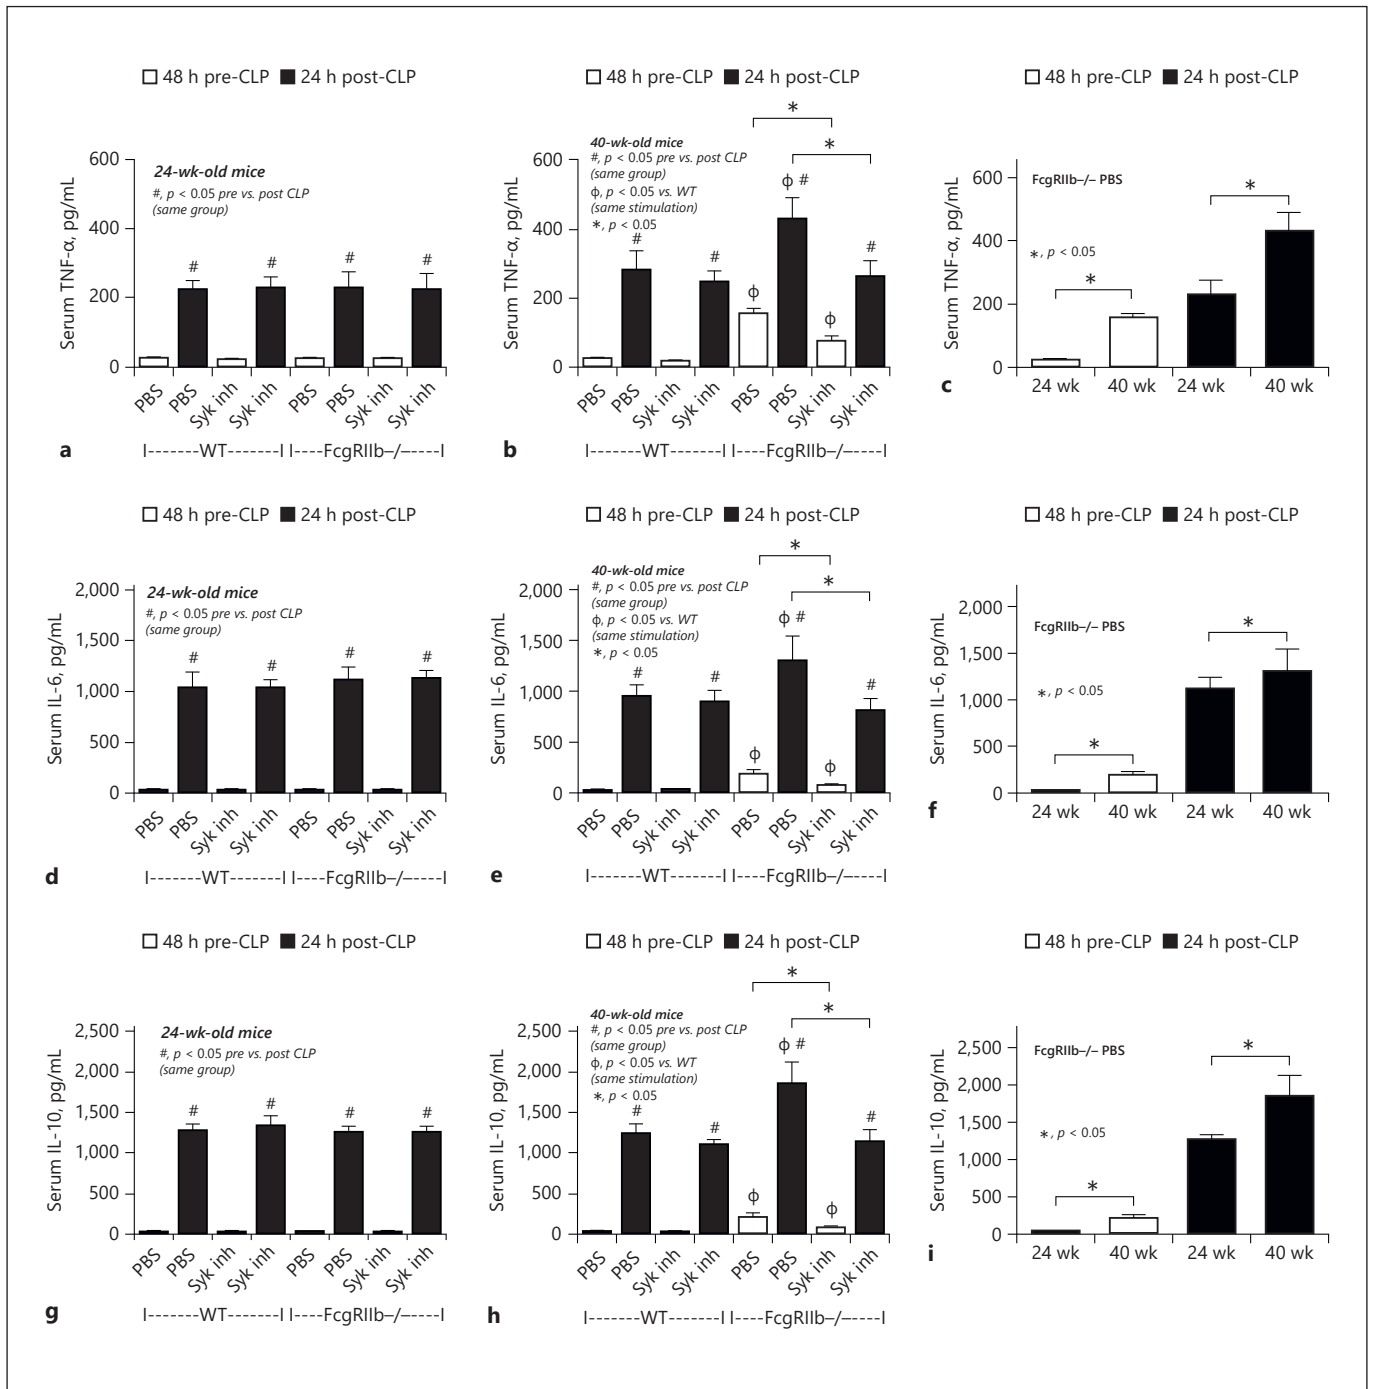 48 h pre-CLP 24 h post-CLP
Serum TNF-α, pg/mL
600
400
200
0
24-wk-old mice
#, p < 0.05 pre vs. post CLP
(same group)
# # # #
PBS PBS Syk inh Syk inh PBS PBS Syk inh Syk inh
a I-------WT-------I I----FcgRIIb–/–----I
48 h pre-CLP 24 h post-CLP
Serum TNF-α, pg/mL
600
400
200
0
40-wk-old mice
#, p < 0.05 pre vs. post CLP
(same group)
ϕ, p < 0.05 vs. WT
(same stimulation)
*, p < 0.05
*
*
# # ϕ ϕ # ϕ #
PBS PBS Syk inh Syk inh PBS PBS Syk inh Syk inh
b I-------WT-------I I----FcgRIIb–/–----I
48 h pre-CLP 24 h post-CLP
Serum TNF-α, pg/mL
600
400
200
0
FcgRIIb–/– PBS
*, p < 0.05
* *
24 wk 40 wk 24 wk 40 wk
c
48 h pre-CLP 24 h post-CLP
Serum IL-6, pg/mL
2,000
1,500
1,000
500
0
24-wk-old mice
#, p < 0.05 pre vs. post CLP
(same group)
# # # #
PBS PBS Syk inh Syk inh PBS PBS Syk inh Syk inh
d I-------WT-------I I----FcgRIIb–/–----I
48 h pre-CLP 24 h post-CLP
Serum IL-6, pg/mL
2,000
1,500
1,000
500
0
40-wk-old mice
#, p < 0.05 pre vs. post CLP
(same group)
ϕ, p < 0.05 vs. WT
(same stimulation)
*, p < 0.05
*
*
# # ϕ ϕ # ϕ #
PBS PBS Syk inh Syk inh PBS PBS Syk inh Syk inh
e I-------WT-------I I----FcgRIIb–/–----I
48 h pre-CLP 24 h post-CLP
Serum IL-6, pg/mL
2,000
1,500
1,000
500
0
FcgRIIb–/– PBS
*, p < 0.05
* *
24 wk 40 wk 24 wk 40 wk
f
48 h pre-CLP 24 h post-CLP
Serum IL-10, pg/mL
2,500
2,000
1,500
1,000
500
0
24-wk-old mice
#, p < 0.05 pre vs. post CLP
(same group)
# # # #
PBS PBS Syk inh Syk inh PBS PBS Syk inh Syk inh
g I-------WT-------I I----FcgRIIb–/–----I
48 h pre-CLP 24 h post-CLP
Serum IL-10, pg/mL
2,500
2,000
1,500
1,000
500
0
40-wk-old mice
#, p < 0.05 pre vs. post CLP
(same group)
ϕ, p < 0.05 vs. WT
(same stimulation)
*, p < 0.05
*
*
# # ϕ ϕ # ϕ #
PBS PBS Syk inh Syk inh PBS PBS Syk inh Syk inh
h I-------WT-------I I----FcgRIIb–/–----I
48 h pre-CLP 24 h post-CLP
Serum IL-10, pg/mL
2,500
2,000
1,500
1,000
500
0
FcgRIIb–/– PBS
*, p < 0.05
* *
24 wk 40 wk 24 wk 40 wk
i